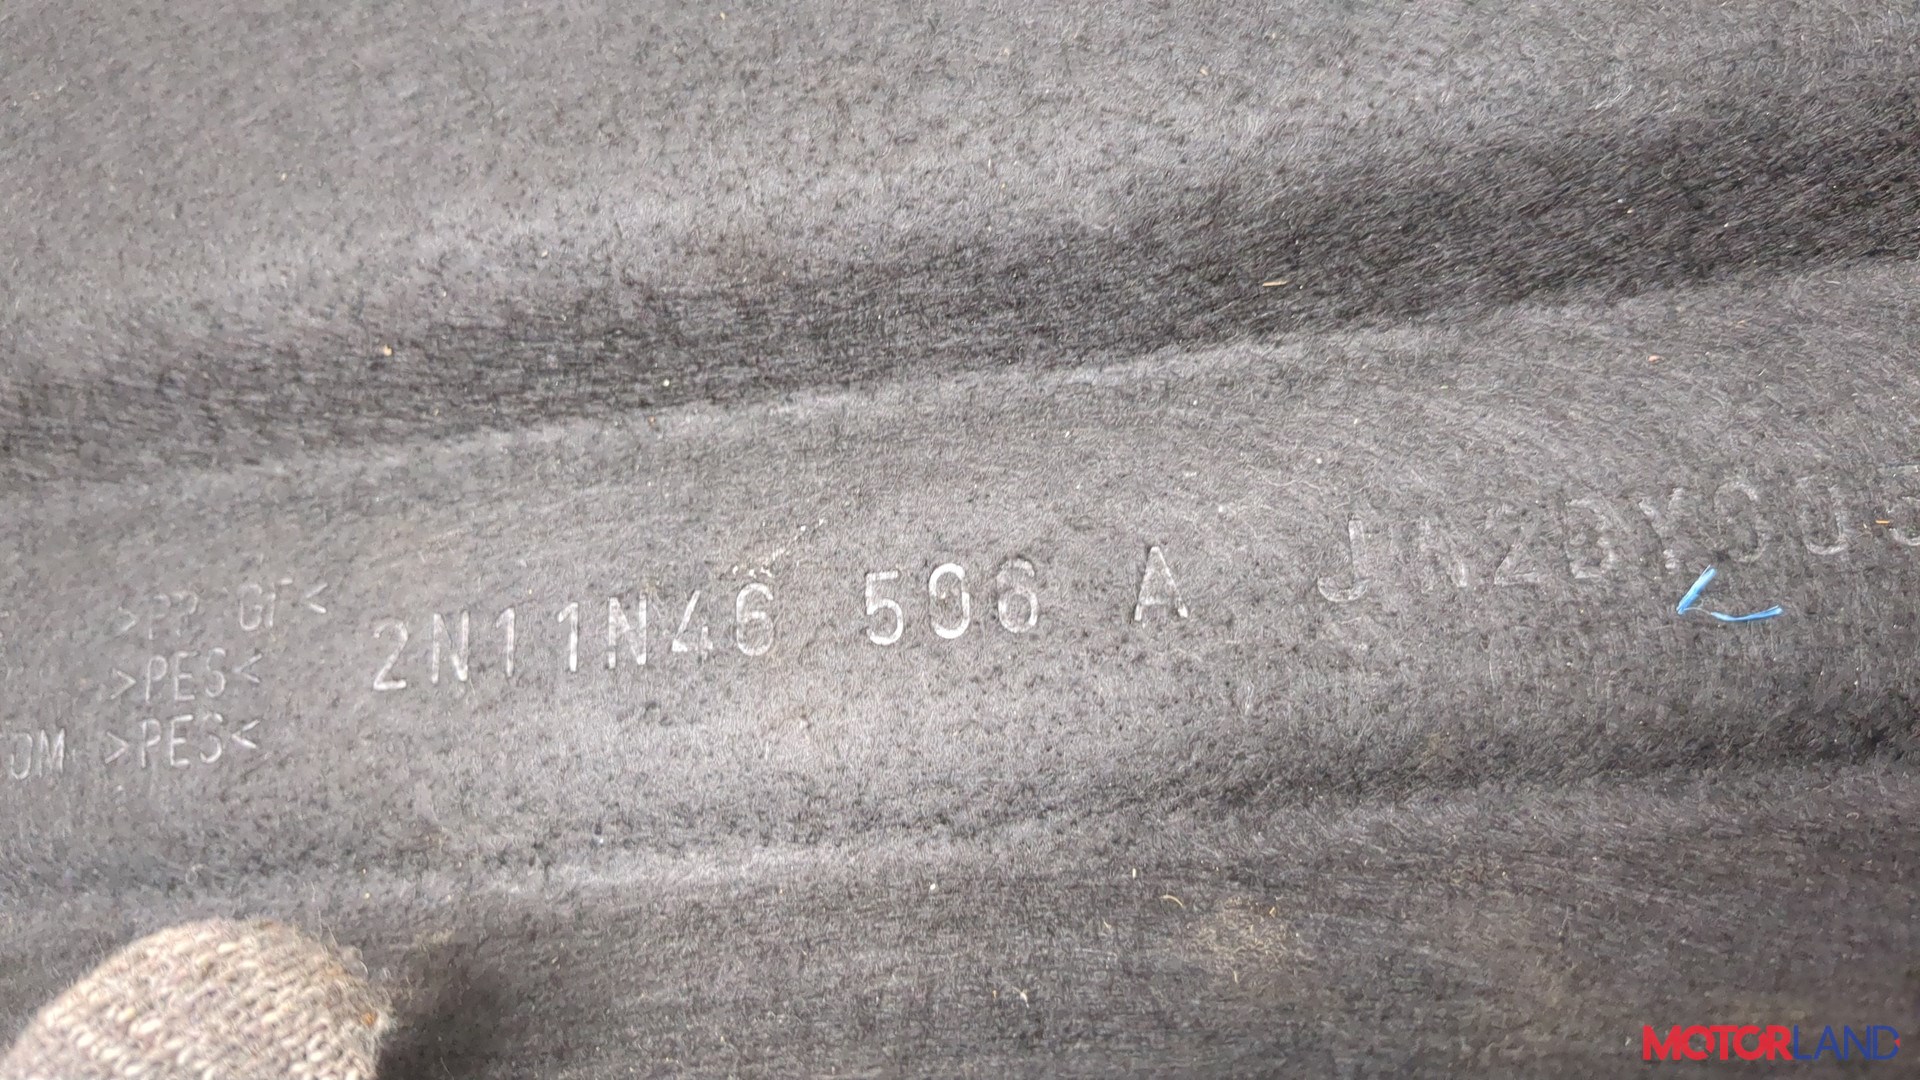 >PP GF<
>PES<
>PES<
2N11N46 506 A
MOTORLAND